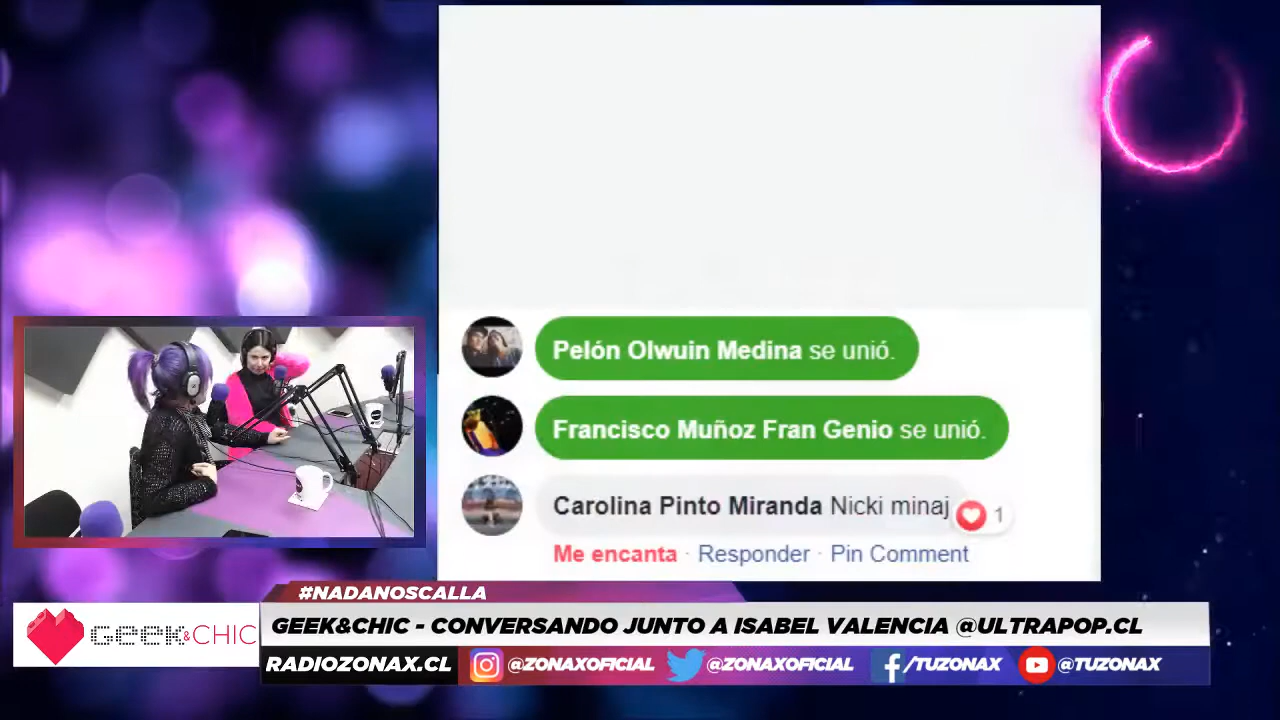 Pelón Olwuin Medina se unió.
Francisco Muñoz Fran Genio se unió.
Carolina Pinto Miranda Nicki minaj
1
Me encanta · Responder · Pin Comment
#NADANOSCALLA
GEEK&CHIC
GEEK&CHIC - CONVERSANDO JUNTO A ISABEL VALENCIA @ULTRAPOP.CL
RADIOZONAX.CL @ZONAXOFICIAL @ZONAXOFICIAL /TUZONAX @TUZONAX